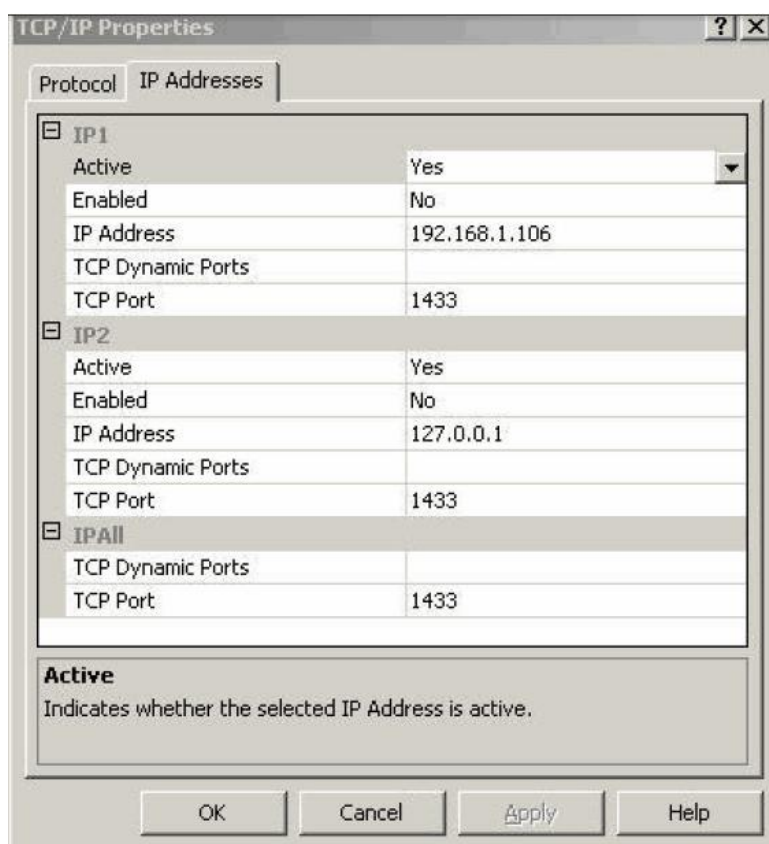 TCP/IP Properties
Protocol IP Addresses
IP1
Active Yes
Enabled No
IP Address 192.168.1.106
TCP Dynamic Ports
TCP Port 1433
IP2
Active Yes
Enabled No
IP Address 127.0.0.1
TCP Dynamic Ports
TCP Port 1433
IPAll
TCP Dynamic Ports
TCP Port 1433
Active
Indicates whether the selected IP Address is active.
OK Cancel Apply Help